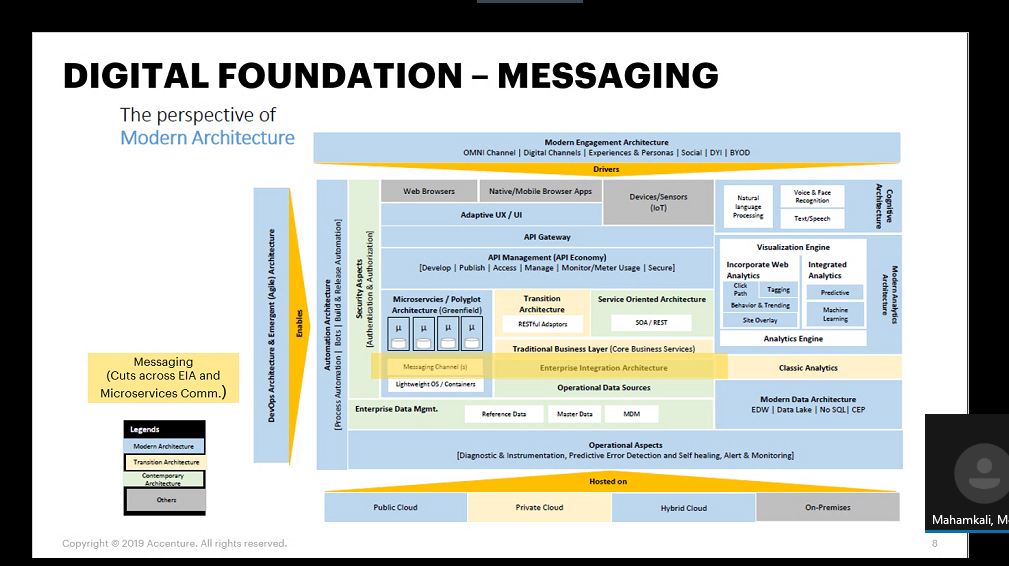 DIGITAL FOUNDATION – MESSAGING
The perspective of
Modern Architecture
Modern Engagement Architecture
OMNI Channel | Digital Channels | Experiences & Personas | Social | DYI | BYOD
Drivers
DevOps Architecture & Emergent (Agile) Architecture
Enables
Automation Architecture
[Process Automation | Bots | Build & Release Automation]
Security Aspects
[Authentication & Authorization]
Web Browsers
Native/Mobile Browser Apps
Devices/Sensors
(IoT)
Adaptive UX / UI
API Gateway
API Management (API Economy)
[Develop | Publish | Access | Manage | Monitor/Meter Usage | Secure]
Microservcies / Polyglot
Architecture (Greenfield)
µ
µ
µ
µ
Messaging Channel (s)
Lightweight OS / Containers
Transition
Architecture
RESTful Adaptors
Service Oriented Architecture
SOA / REST
Traditional Business Layer (Core Business Services)
Enterprise Integration Architecture
Operational Data Sources
Enterprise Data Mgmt.
Reference Data
Master Data
MDM
Natural
language
Processing
Voice & Face
Recognition
Text/Speech
Cognitive
Architecture
Visualization Engine
Incorporate Web
Analytics
Click
Path
Tagging
Behavior & Trending
Site Overlay
Integrated
Analytics
Predictive
Machine
Learning
Analytics Engine
Modern Analytics
Architecture
Classic Analytics
Modern Data Architecture
EDW | Data Lake | No SQL| CEP
Operational Aspects
[Diagnostic & Instrumentation, Predictive Error Detection and Self healing, Alert & Monitoring]
Hosted on
Public Cloud
Private Cloud
Hybrid Cloud
On-Premises
Messaging
(Cuts across EIA and
Microservices Comm.)
Legends
Modern Architecture
Transition Architecture
Contemporary
Architecture
Others
Mahamkali, M
Copyright © 2019 Accenture. All rights reserved.
8